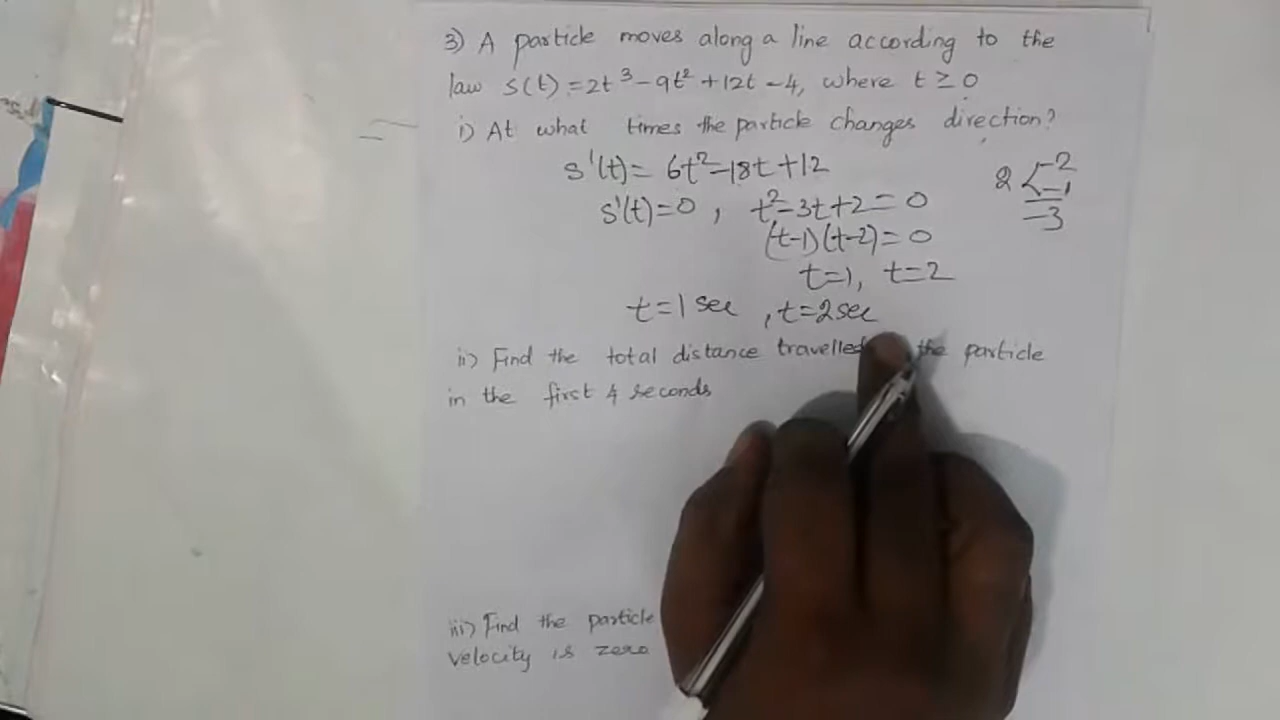 3) A particle moves along a line according to the
law s(t) = 2t³ - 9t² + 12t - 4, where t ≥ 0
i) At what times the particle changes direction?
s'(t) = 6t² - 18t + 12
s'(t) = 0 , t² - 3t + 2 = 0
(t-1)(t-2) = 0
t=1, t=2
t = 1 sec , t = 2 sec
2 < -2
-1
-3
ii) Find the total distance travelled the particle
in the first 4 seconds
iii) Find the particle
velocity is zero